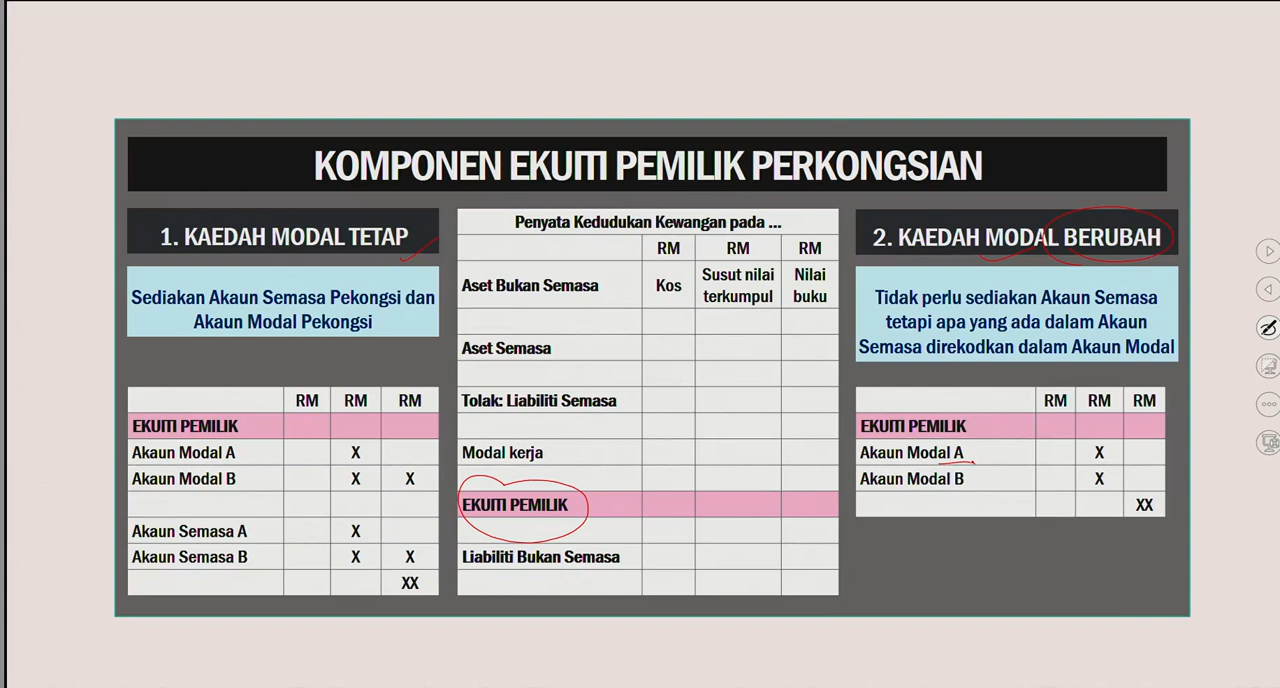 KOMPONEN EKUITI PEMILIK PERKONGSIAN
1. KAEDAH MODAL TETAP
Sediakan Akaun Semasa Pekongsi dan
Akaun Modal Pekongsi
RM RM RM
EKUITI PEMILIK
Akaun Modal A X
Akaun Modal B X X
Akaun Semasa A X
Akaun Semasa B X X
XX
Penyata Kedudukan Kewangan pada ...
RM RM RM
Aset Bukan Semasa Kos Susut nilai terkumpul Nilai buku
Aset Semasa
Tolak: Liabiliti Semasa
Modal kerja
EKUITI PEMILIK
Liabiliti Bukan Semasa
2. KAEDAH MODAL BERUBAH
Tidak perlu sediakan Akaun Semasa
tetapi apa yang ada dalam Akaun
Semasa direkodkan dalam Akaun Modal
RM RM RM
EKUITI PEMILIK
Akaun Modal A X
Akaun Modal B X
XX